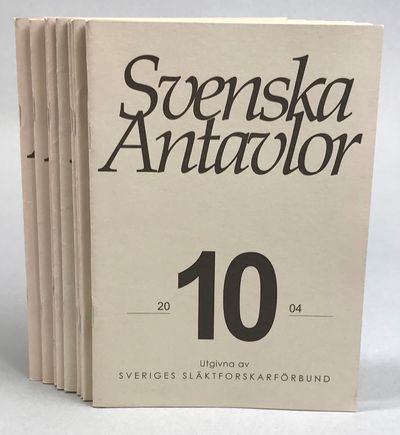 Svenska
Antavlor
20 10 04
Utgivna av
SVERIGES SLÄKTFORSKARFÖRBUND